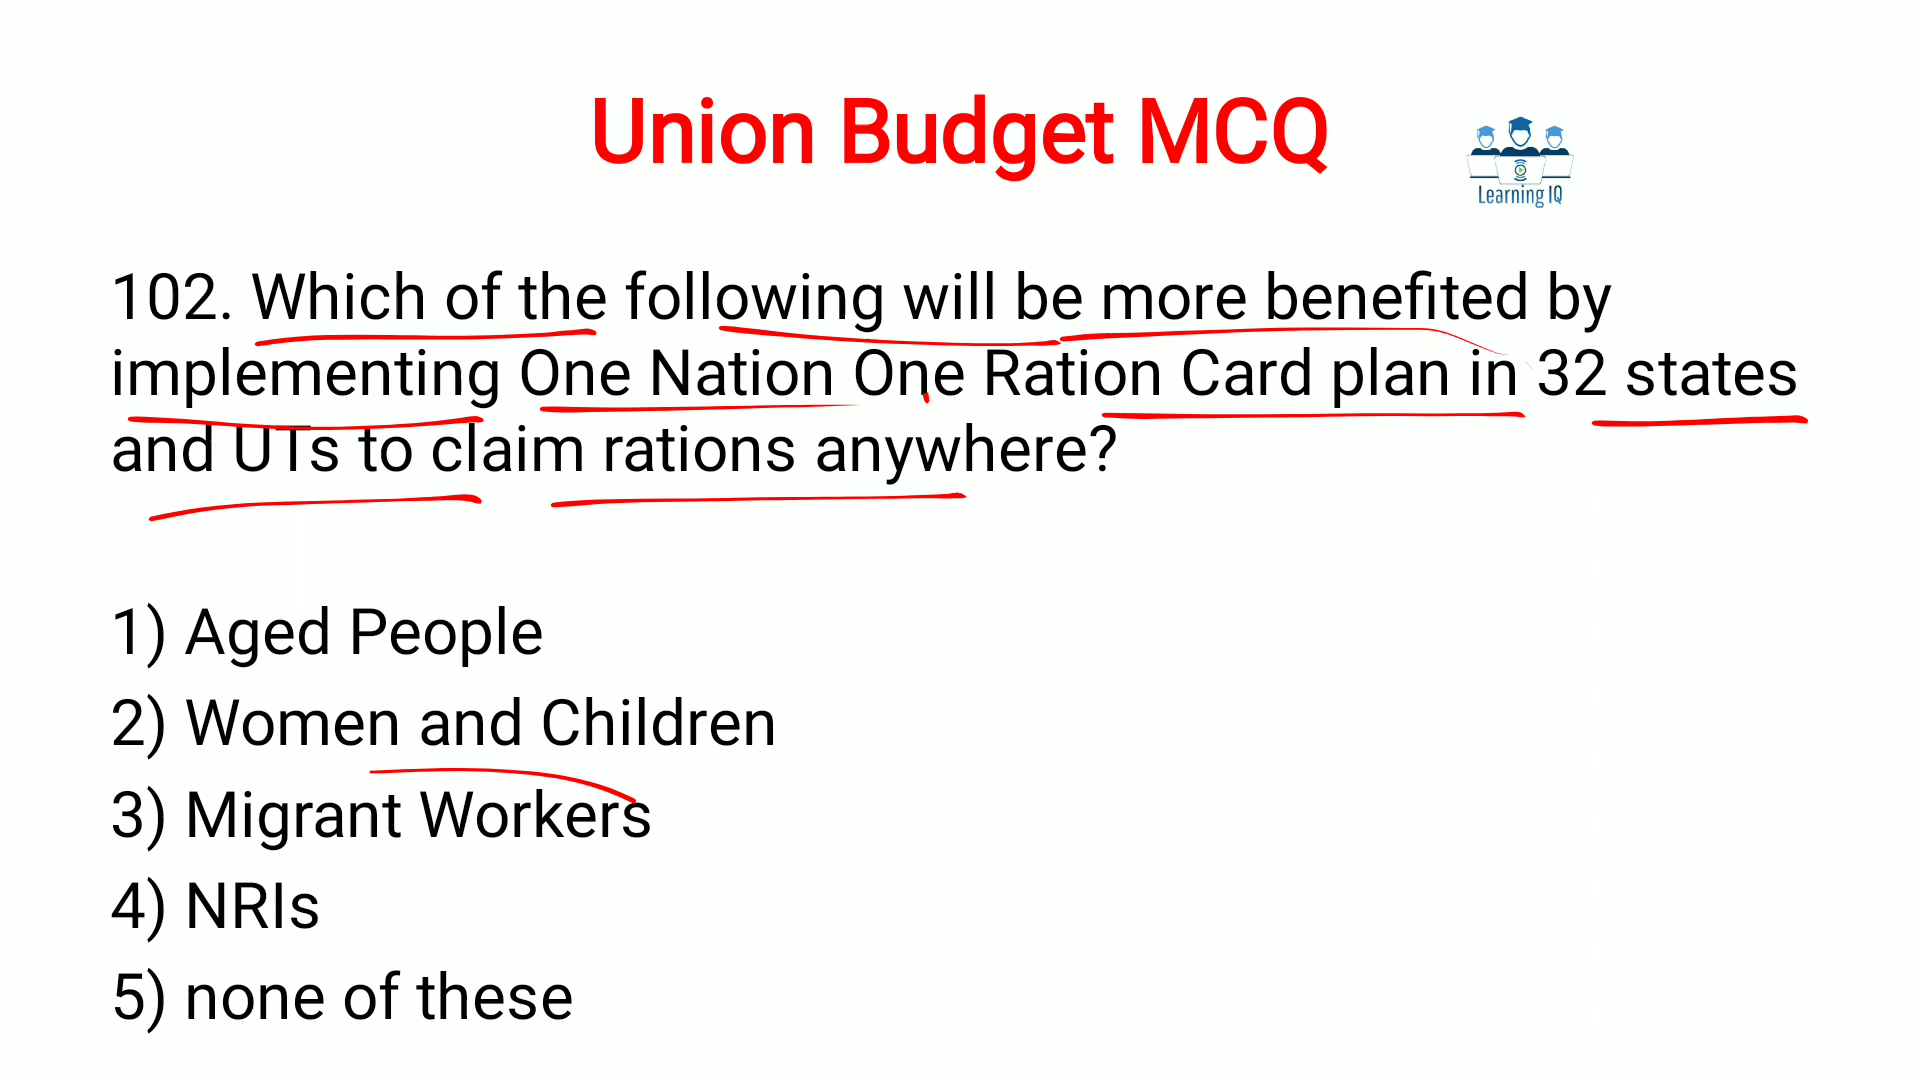 Union Budget MCQ
Learning IQ
102. Which of the following will be more benefited by
implementing One Nation One Ration Card plan in 32 states
and UTs to claim rations anywhere?
1) Aged People
2) Women and Children
3) Migrant Workers
4) NRIs
5) none of these